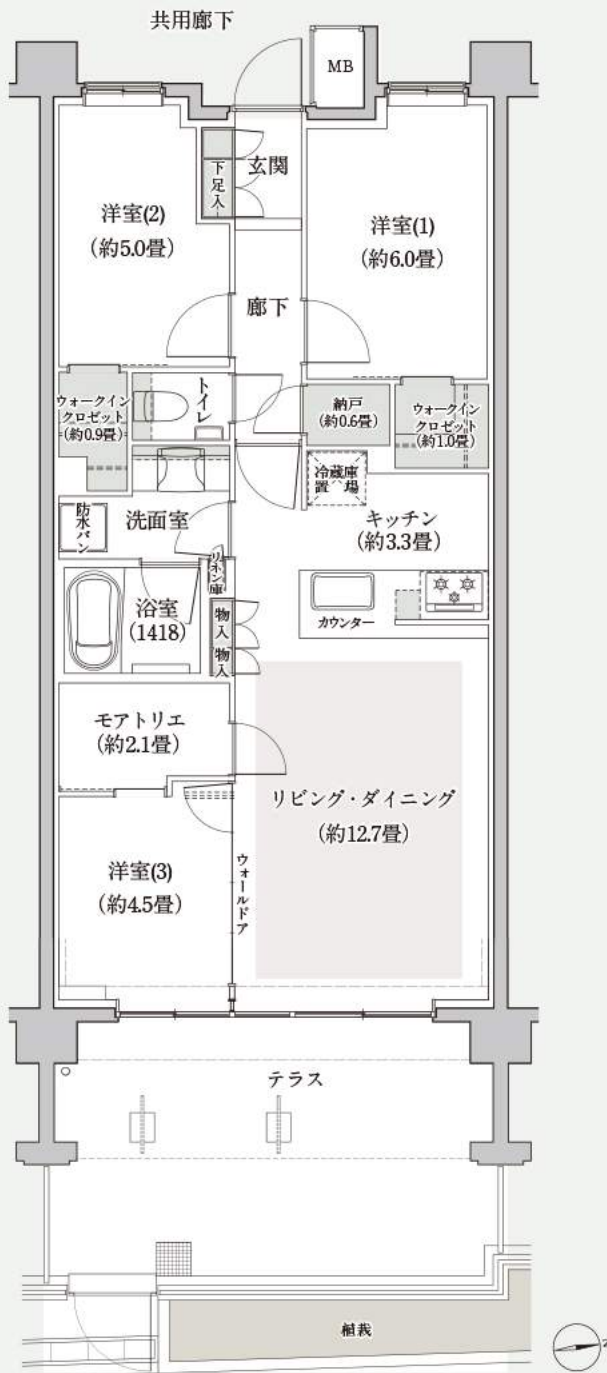 共用廊下
MB
玄関
下足入
洋室(2)
(約5.0畳)
洋室(1)
(約6.0畳)
廊下
ウォークイン
クロゼット
(約0.9畳)
トイレ
納戸
(約0.6畳)
ウォークイン
クロゼット
(約1.0畳)
冷蔵庫
置場
キッチン
(約3.3畳)
防水パン
洗面室
リネン庫
浴室
(1418)
物入
物入
カウンター
モアトリエ
(約2.1畳)
リビング・ダイニング
(約12.7畳)
洋室(3)
(約4.5畳)
ウォールドア
テラス
植栽